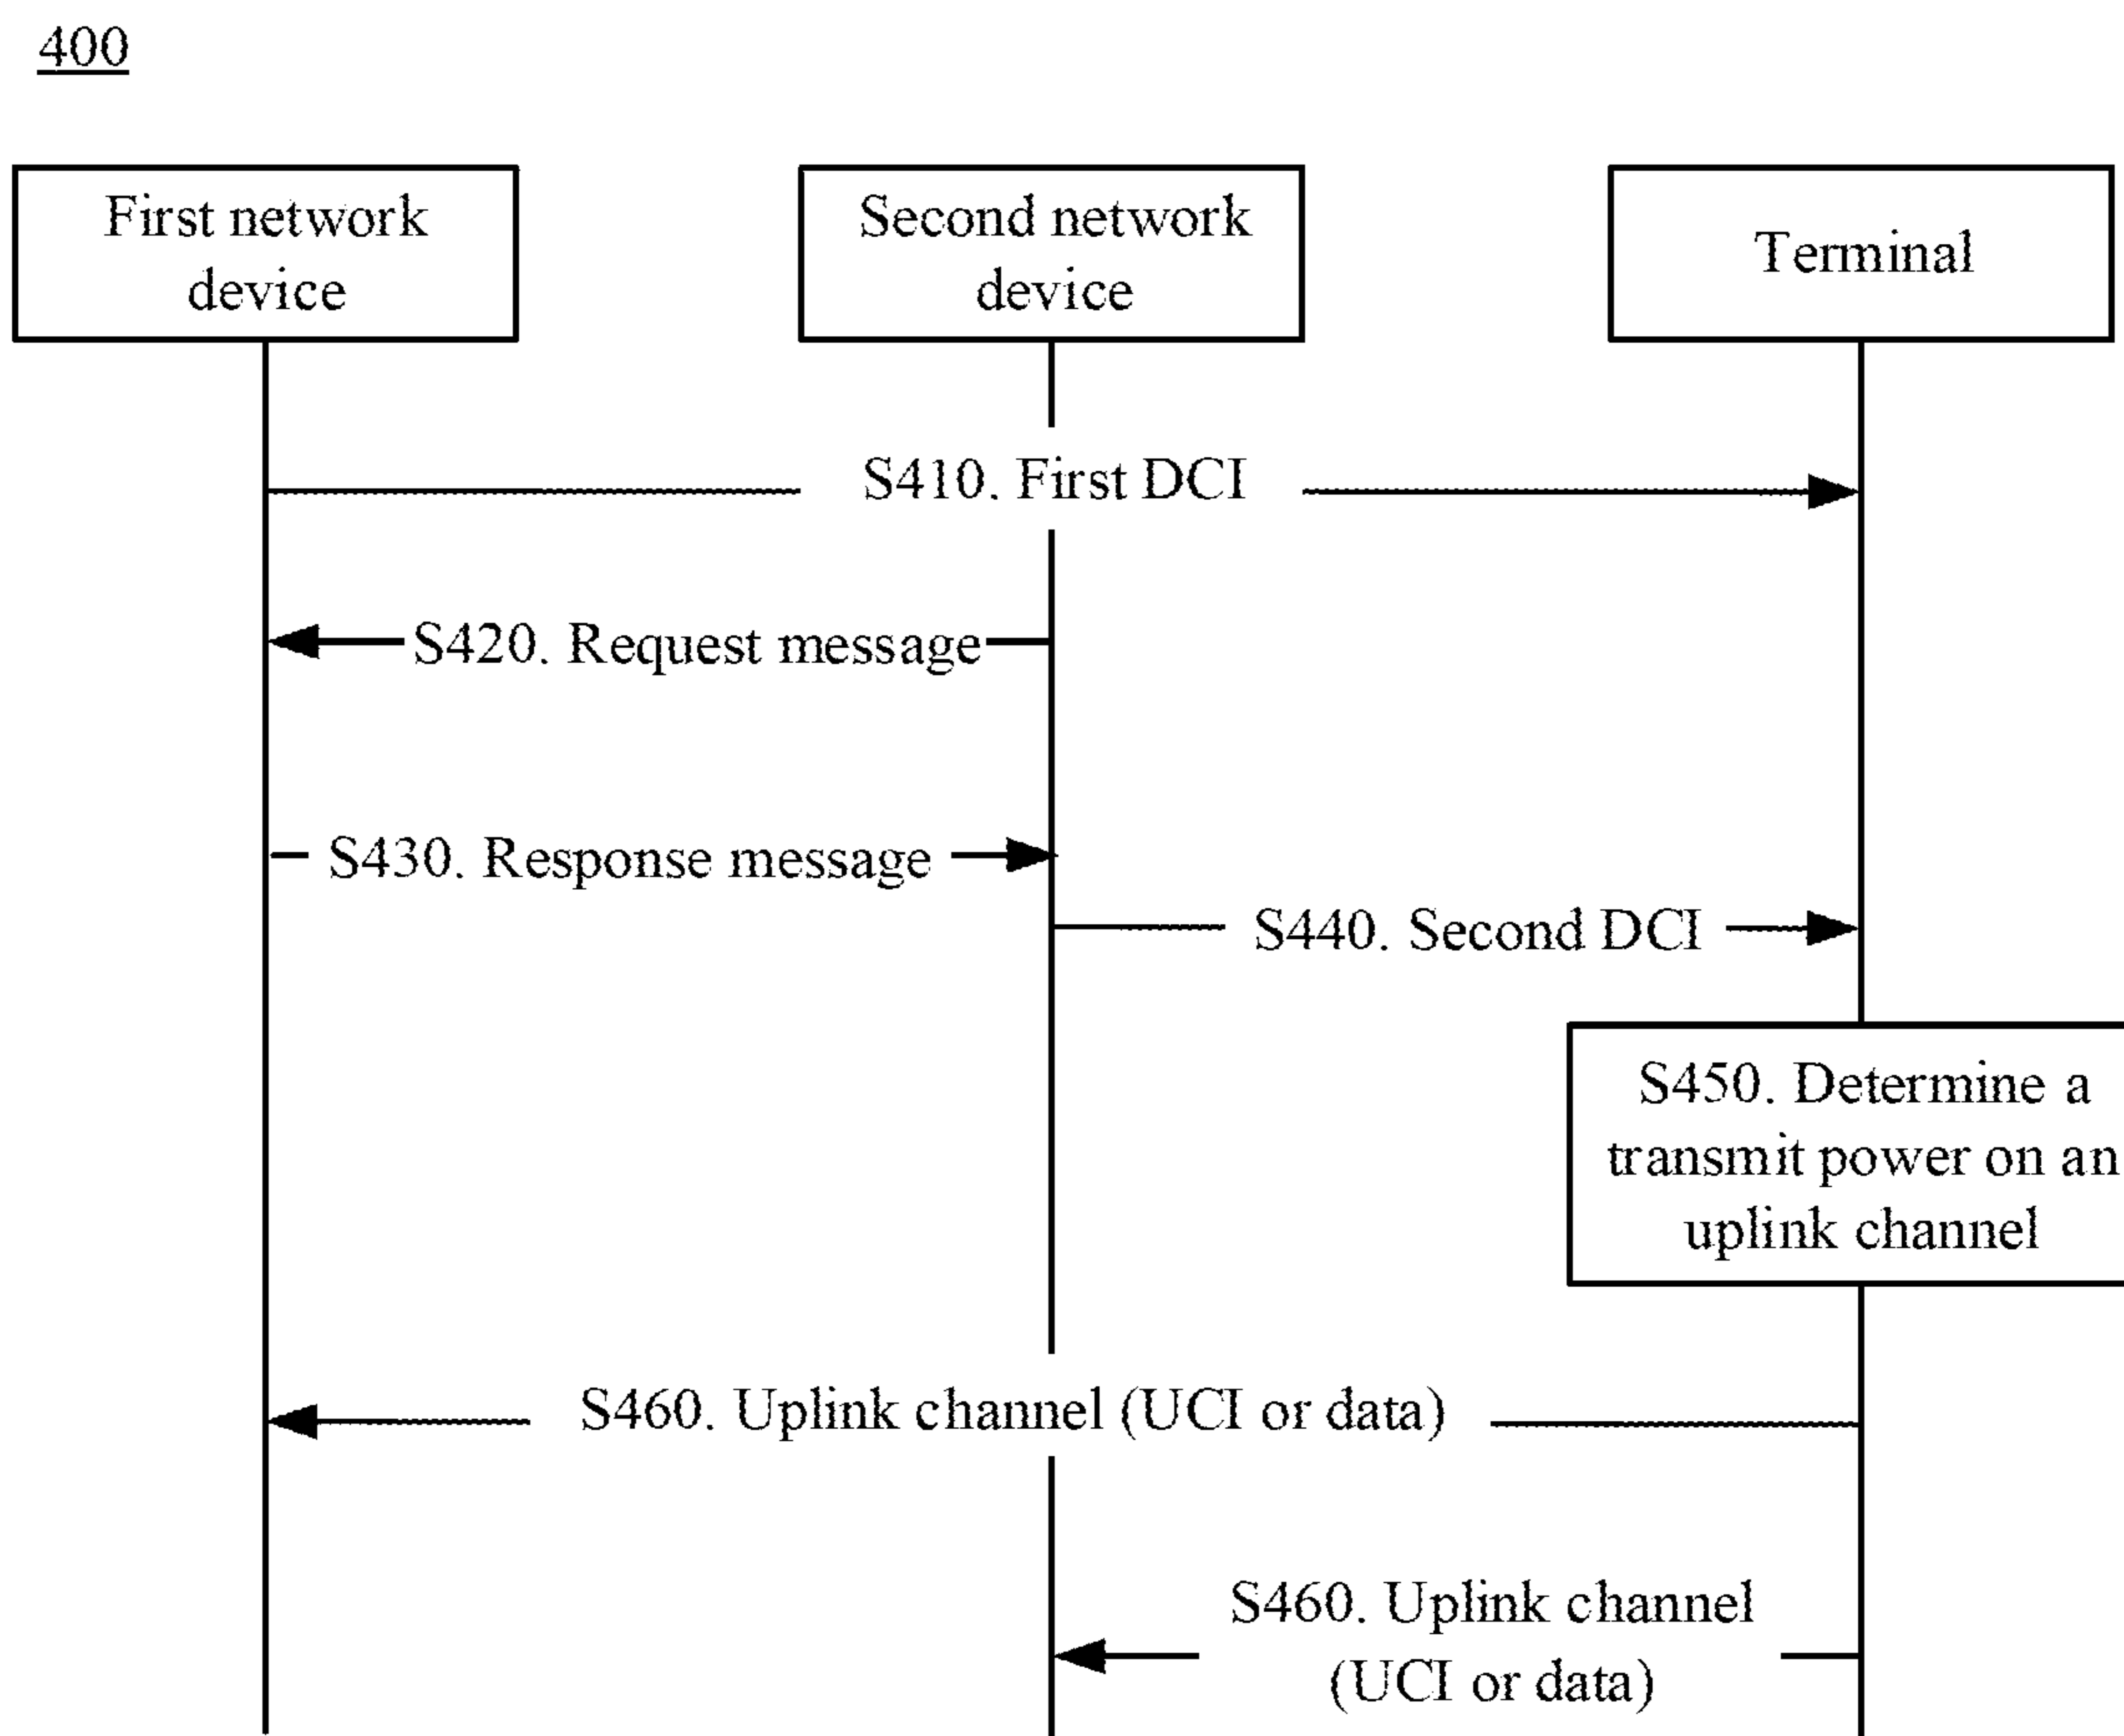 400
First network
device
Second network
device
Terminal
S410. First DCI
S420. Request message
S430. Response message
S440. Second DCI
S450. Determine a
transmit power on an
uplink channel
S460. Uplink channel (UCI or data)
S460. Uplink channel
(UCI or data)